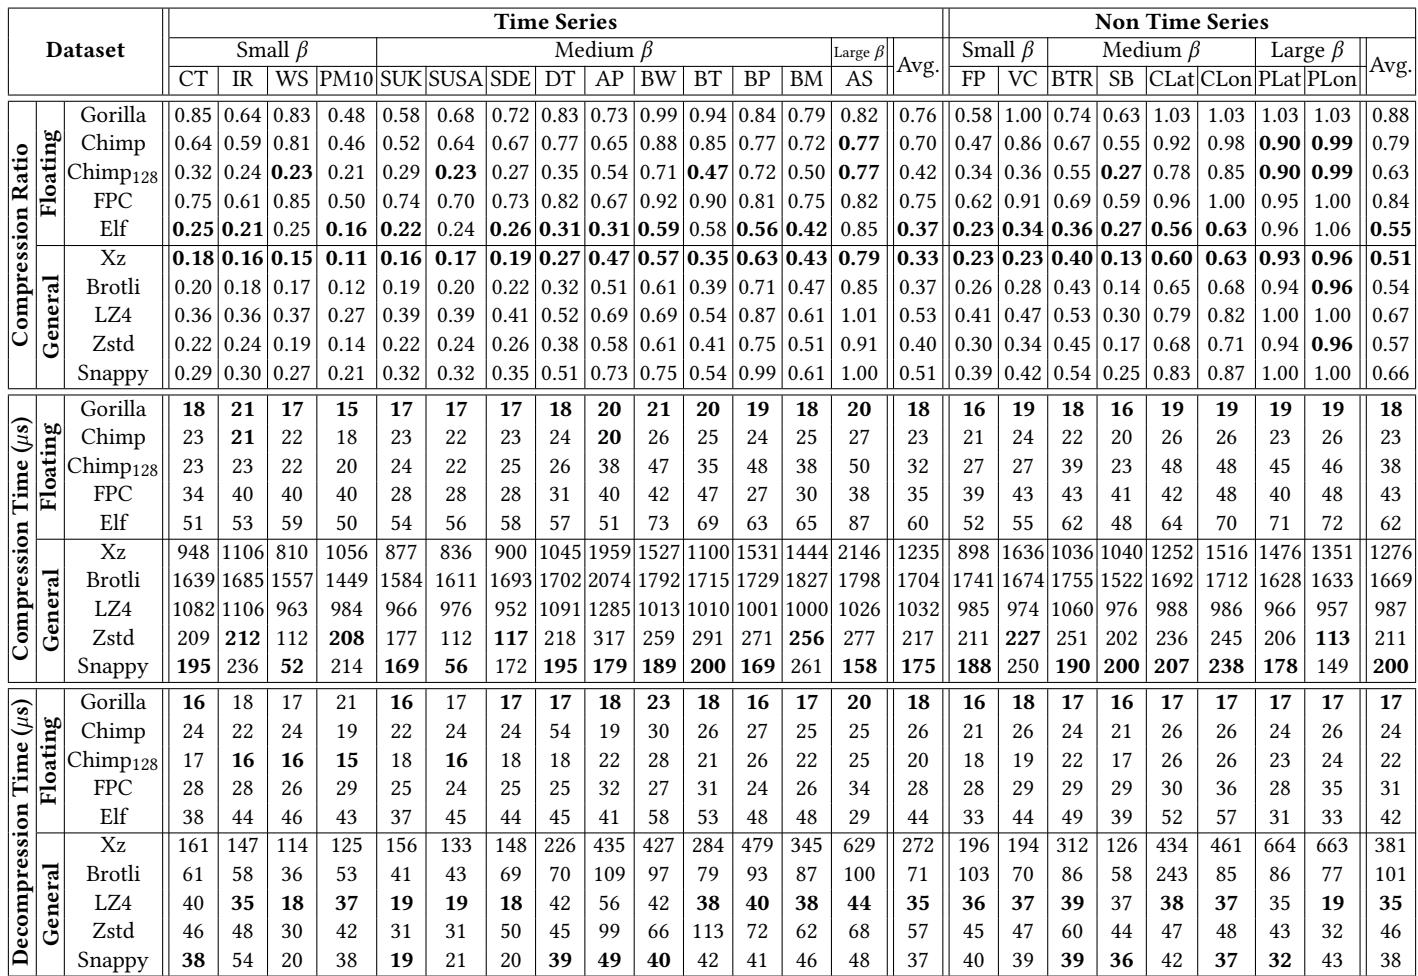 Time Series Non Time Series
Dataset Small β Medium β Large β Avg. Small β Medium β Large β Avg.
CT IR WS PM10 SUK SUSA SDE DT AP BW BT BP BM AS FP VC BTR SB CLat CLon PLat PLon
Compression Ratio
Floating
Gorilla 0.85 0.64 0.83 0.48 0.58 0.68 0.72 0.83 0.73 0.99 0.94 0.84 0.79 0.82 0.76 0.58 1.00 0.74 0.63 1.03 1.03 1.03 1.03 0.88
Chimp 0.64 0.59 0.81 0.46 0.52 0.64 0.67 0.77 0.65 0.88 0.85 0.77 0.72 0.77 0.70 0.47 0.86 0.67 0.55 0.92 0.98 0.90 0.99 0.79
Chimp128 0.32 0.24 0.23 0.21 0.29 0.23 0.27 0.35 0.54 0.71 0.47 0.72 0.50 0.77 0.42 0.34 0.36 0.55 0.27 0.78 0.85 0.90 0.99 0.63
FPC 0.75 0.61 0.85 0.50 0.74 0.70 0.73 0.82 0.67 0.92 0.90 0.81 0.75 0.82 0.75 0.62 0.91 0.69 0.59 0.96 1.00 0.95 1.00 0.84
Elf 0.25 0.21 0.25 0.16 0.22 0.24 0.26 0.31 0.31 0.59 0.58 0.56 0.42 0.85 0.37 0.23 0.34 0.36 0.27 0.56 0.63 0.96 1.06 0.55
General
Xz 0.18 0.16 0.15 0.11 0.16 0.17 0.19 0.27 0.47 0.57 0.35 0.63 0.43 0.79 0.33 0.23 0.23 0.40 0.13 0.60 0.63 0.93 0.96 0.51
Brotli 0.20 0.18 0.17 0.12 0.19 0.20 0.22 0.32 0.51 0.61 0.39 0.71 0.47 0.85 0.37 0.26 0.28 0.43 0.14 0.65 0.68 0.94 0.96 0.54
LZ4 0.36 0.36 0.37 0.27 0.39 0.39 0.41 0.52 0.69 0.69 0.54 0.87 0.61 1.01 0.53 0.41 0.47 0.53 0.30 0.79 0.82 1.00 1.00 0.67
Zstd 0.22 0.24 0.19 0.14 0.22 0.24 0.26 0.38 0.58 0.61 0.41 0.75 0.51 0.91 0.40 0.30 0.34 0.45 0.17 0.68 0.71 0.94 0.96 0.57
Snappy 0.29 0.30 0.27 0.21 0.32 0.32 0.35 0.51 0.73 0.75 0.54 0.99 0.61 1.00 0.51 0.39 0.42 0.54 0.25 0.83 0.87 1.00 1.00 0.66
Compression Time (μs)
Floating
Gorilla 18 21 17 15 17 17 17 18 20 21 20 19 18 20 18 16 19 18 16 19 19 19 19 18
Chimp 23 21 22 18 23 22 23 24 20 26 25 24 25 27 23 21 24 22 20 26 26 23 26 23
Chimp128 23 23 22 20 24 22 25 26 38 47 35 48 38 50 32 27 27 39 23 48 48 45 46 38
FPC 34 40 40 40 28 28 28 31 40 42 47 27 30 38 35 39 43 43 41 42 48 40 48 43
Elf 51 53 59 50 54 56 58 57 51 73 69 63 65 87 60 52 55 62 48 64 70 71 72 62
General
Xz 948 1106 810 1056 877 836 900 1045 1959 1527 1100 1531 1444 2146 1235 898 1636 1036 1040 1252 1516 1476 1351 1276
Brotli 1639 1685 1557 1449 1584 1611 1693 1702 2074 1792 1715 1729 1827 1798 1704 1741 1674 1755 1522 1692 1712 1628 1633 1669
LZ4 1082 1106 963 984 966 976 952 1091 1285 1013 1010 1001 1000 1026 1032 985 974 1060 976 988 986 966 957 987
Zstd 209 212 112 208 177 112 117 218 317 259 291 271 256 277 217 211 227 251 202 236 245 206 113 211
Snappy 195 236 52 214 169 56 172 195 179 189 200 169 261 158 175 188 250 190 200 207 238 178 149 200
Decompression Time (μs)
Floating
Gorilla 16 18 17 21 16 17 17 17 18 23 18 16 17 20 18 16 18 17 16 17 17 17 17 17
Chimp 24 22 24 19 22 24 24 54 19 30 26 27 25 25 26 21 26 24 21 26 26 24 26 24
Chimp128 17 16 16 15 18 16 18 18 22 28 21 26 22 25 20 18 19 22 17 26 26 23 24 22
FPC 28 28 26 29 25 24 25 25 32 27 31 24 26 34 28 28 29 29 29 30 36 28 35 31
Elf 38 44 46 43 37 45 44 45 41 58 53 48 48 29 44 33 44 49 39 52 57 31 33 42
General
Xz 161 147 114 125 156 133 148 226 435 427 284 479 345 629 272 196 194 312 126 434 461 664 663 381
Brotli 61 58 36 53 41 43 69 70 109 97 79 93 87 100 71 103 70 86 58 243 85 86 77 101
LZ4 40 35 18 37 19 19 18 42 56 42 38 40 38 44 35 36 37 39 37 38 37 35 19 35
Zstd 46 48 30 42 31 31 50 45 99 66 113 72 62 68 57 45 47 60 44 47 48 43 32 46
Snappy 38 54 20 38 19 21 20 39 49 40 42 41 46 48 37 40 39 39 36 42 37 32 43 38